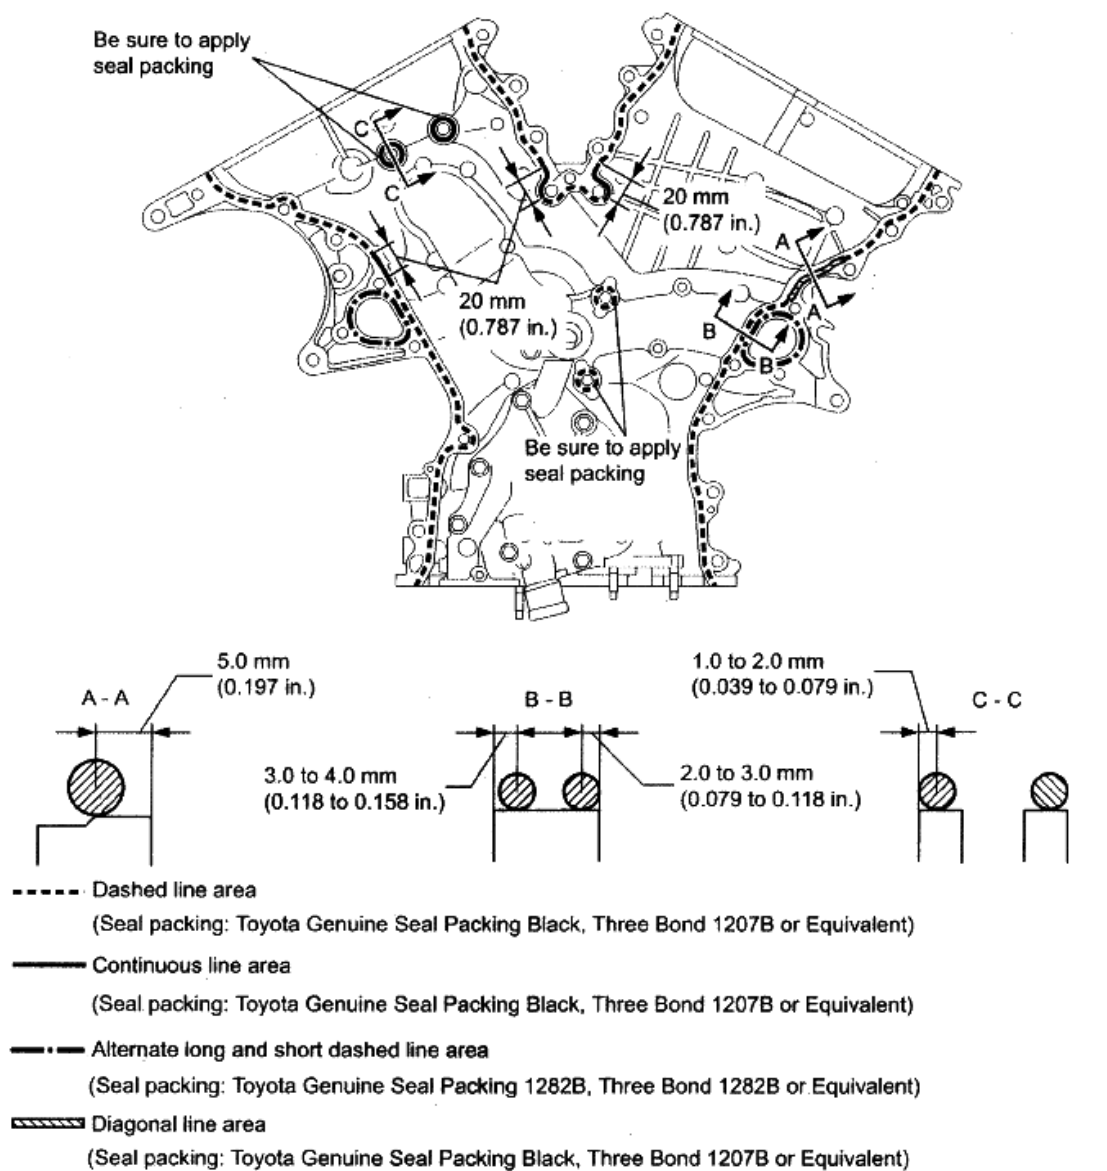 Be sure to apply
seal packing
C
C
20 mm
(0.787 in.)
A
A
20 mm
(0.787 in.)
B
B
Be sure to apply
seal packing
5.0 mm
(0.197 in.)
A - A
B - B
3.0 to 4.0 mm
(0.118 to 0.158 in.)
2.0 to 3.0 mm
(0.079 to 0.118 in.)
1.0 to 2.0 mm
(0.039 to 0.079 in.)
C - C
Dashed line area
(Seal packing: Toyota Genuine Seal Packing Black, Three Bond 1207B or Equivalent)
Continuous line area
(Seal packing: Toyota Genuine Seal Packing Black, Three Bond 1207B or Equivalent)
Alternate long and short dashed line area
(Seal packing: Toyota Genuine Seal Packing 1282B, Three Bond 1282B or Equivalent)
Diagonal line area
(Seal packing: Toyota Genuine Seal Packing Black, Three Bond 1207B or Equivalent)